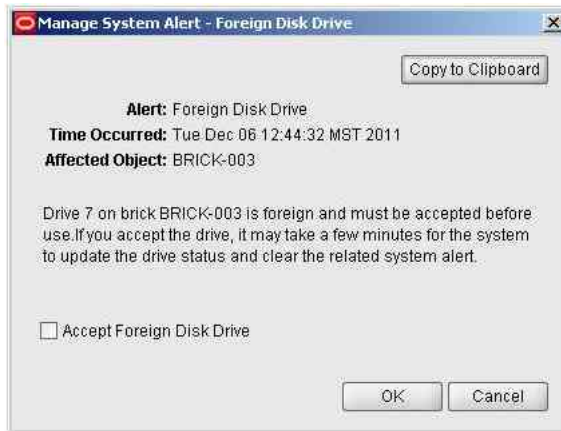 Manage System Alert - Foreign Disk Drive
Copy to Clipboard
Alert: Foreign Disk Drive
Time Occurred: Tue Dec 06 12:44:32 MST 2011
Affected Object: BRICK-003
Drive 7 on brick BRICK-003 is foreign and must be accepted before
use.If you accept the drive, it may take a few minutes for the system
to update the drive status and clear the related system alert.
Accept Foreign Disk Drive
OK
Cancel